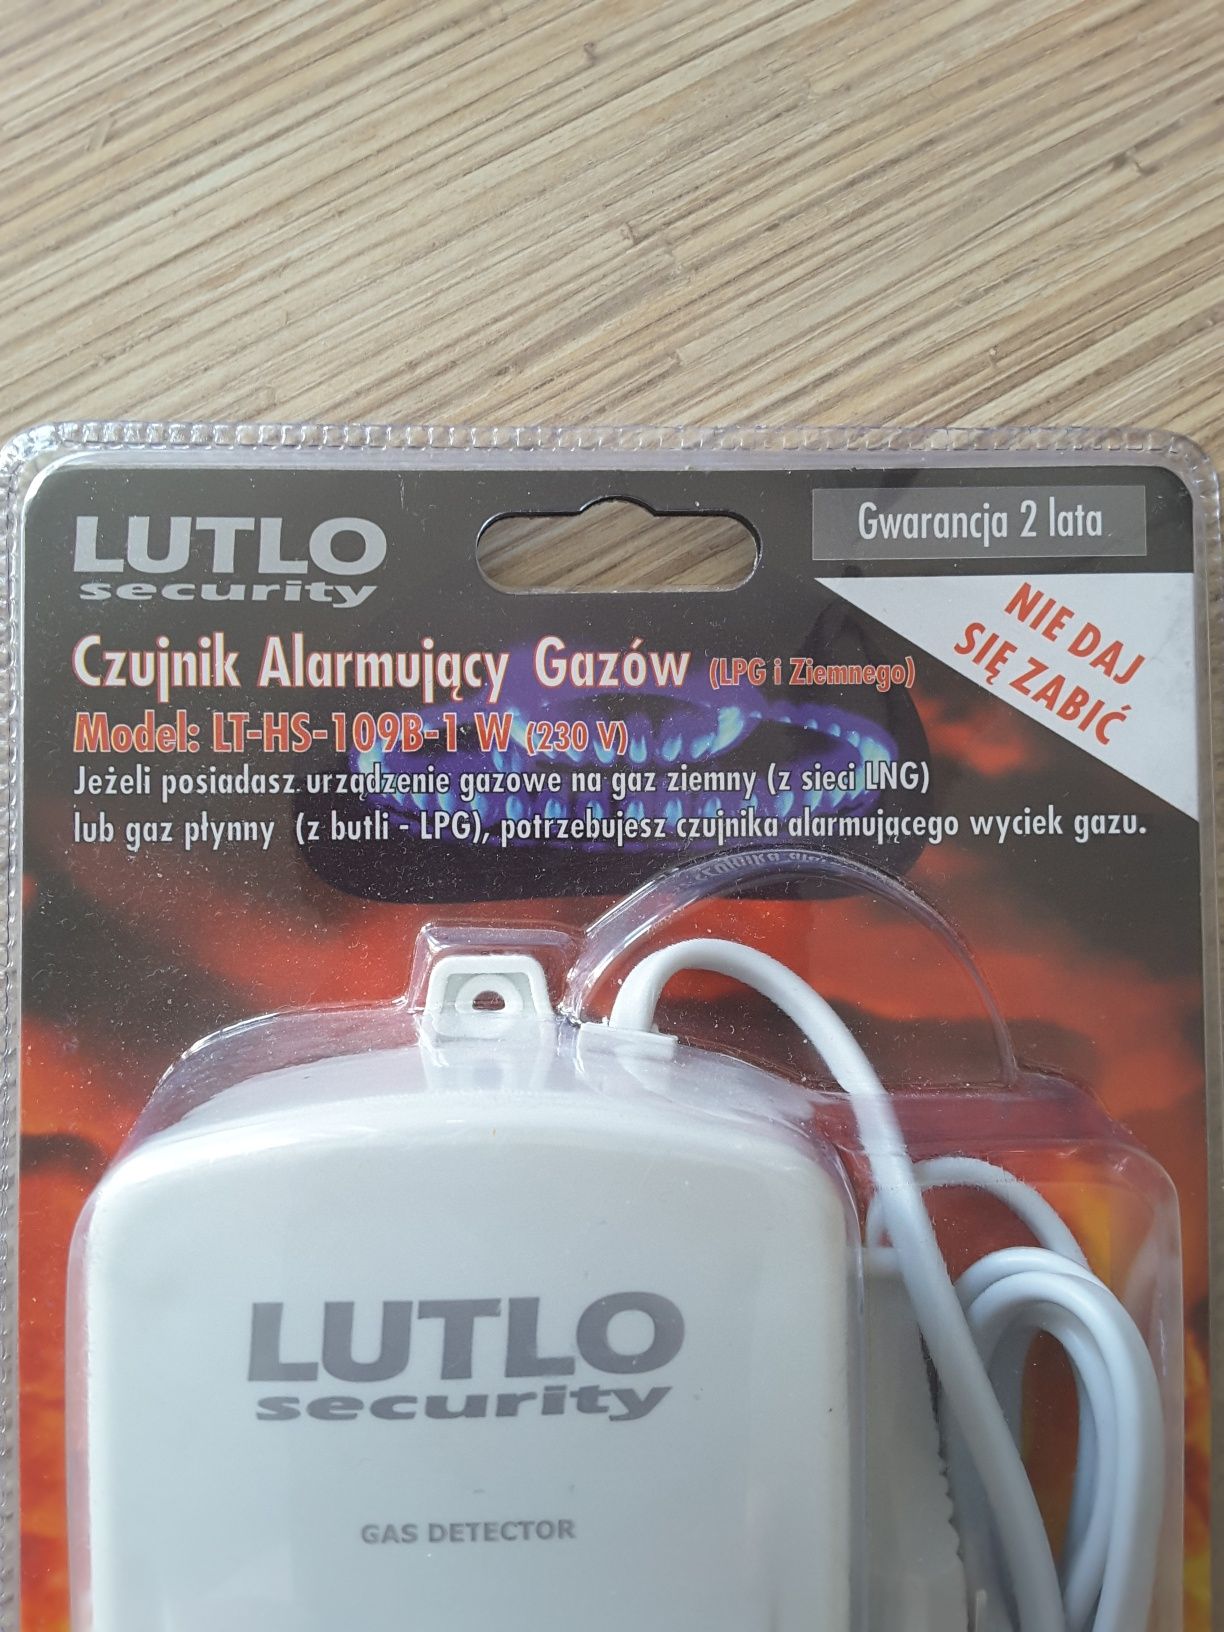 LUTLO
security
Gwarancja 2 lata
NIE DAJ
SIĘ ZABIĆ
Czujnik Alarmujący Gazów (LPG i Ziemnego)
Model: LT-HS-109B-1 W (230 V)
Jeżeli posiadasz urządzenie gazowe na gaz ziemny (z sieci LNG)
lub gaz płynny (z butli - LPG), potrzebujesz czujnika alarmującego wyciek gazu.
LUTLO
security
GAS DETECTOR